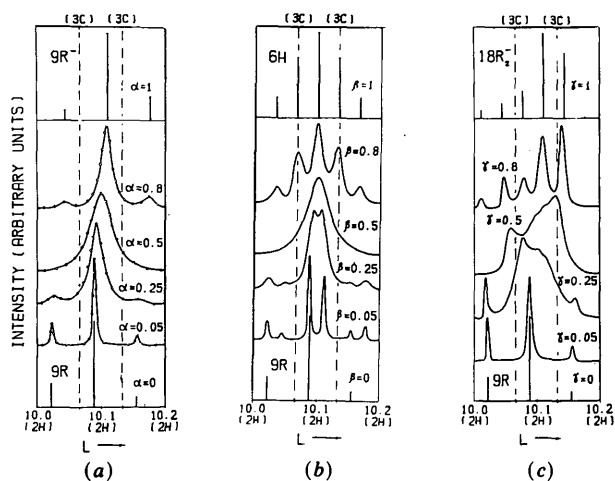 (3C) (3C)
9R⁻
α=1
α=0.8
α=0.5
α=0.25
α=0.05
9R
α=0
10.0 10.1 10.2
(2H) (2H) (2H)
L →
(a)
INTENSITY (ARBITRARY UNITS)
(3C) (3C)
6H
β=1
β=0.8
β=0.5
β=0.25
β=0.05
9R
β=0
10.0 10.1 10.2
(2H) (2H) (2H)
L →
(b)
(3C) (3C)
18R₂⁻
γ=1
γ=0.8
γ=0.5
γ=0.25
γ=0.05
9R
γ=0
10.0 10.1 10.2
(2H) (2H) (2H)
L →
(c)